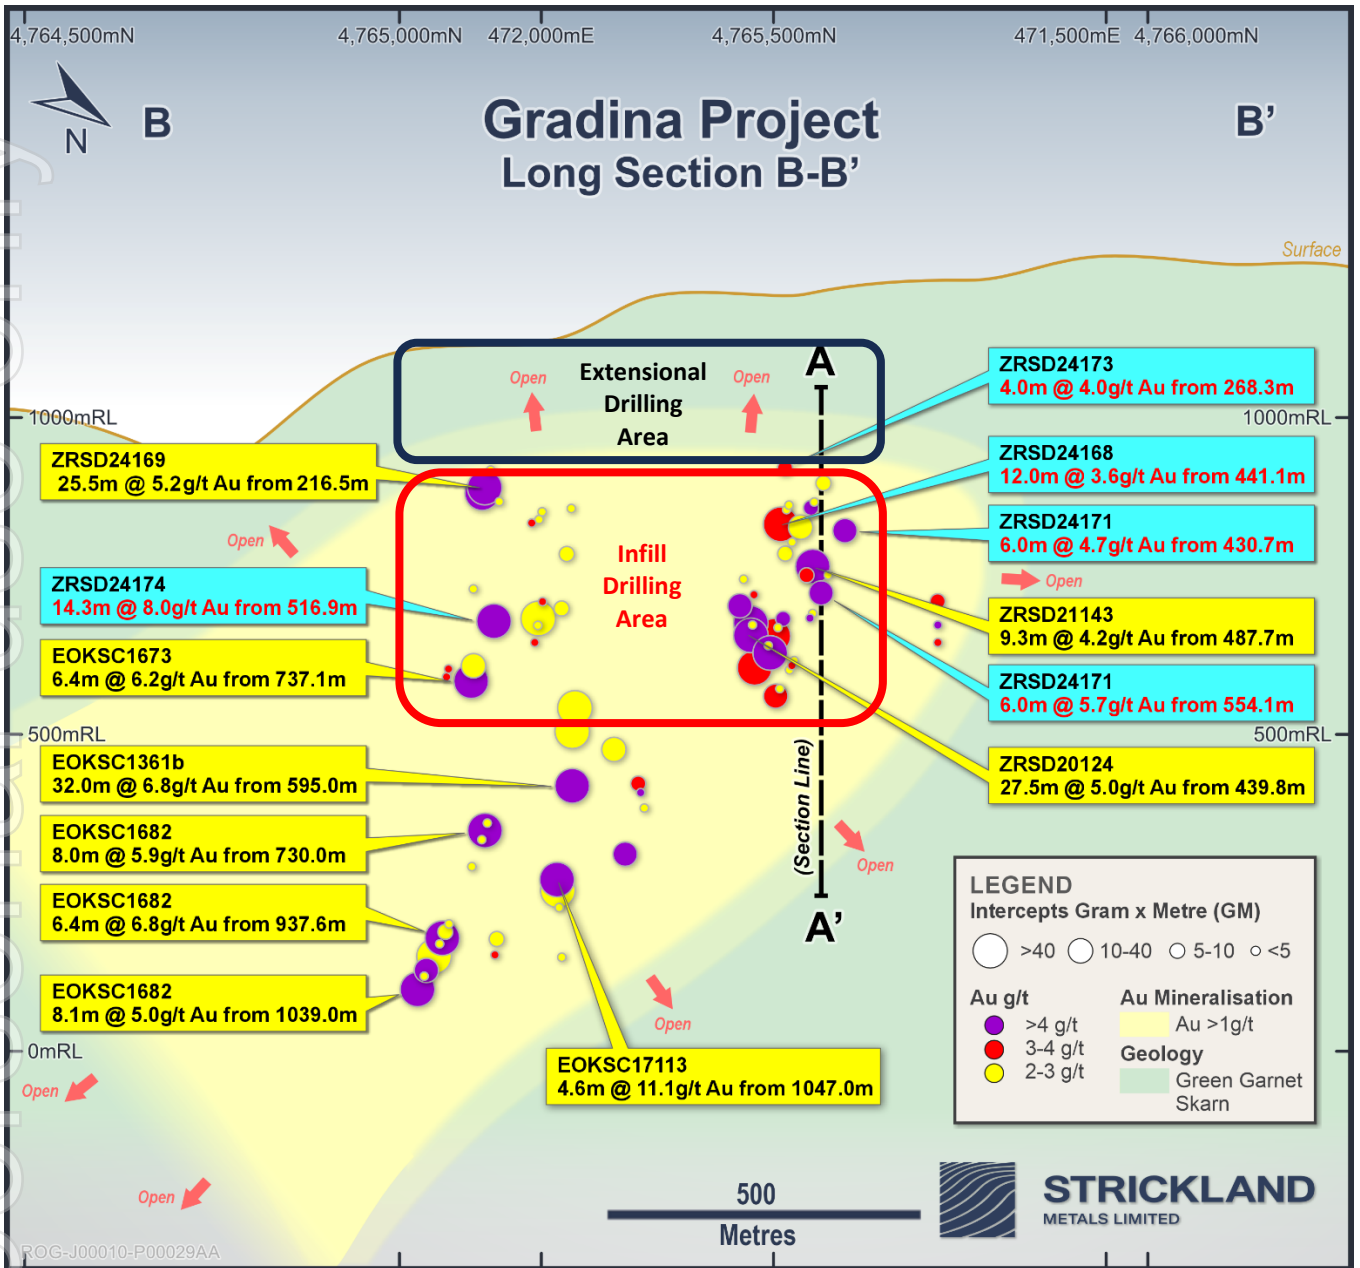 4,764,500mN
4,765,000mN
472,000mE
4,765,500mN
471,500mE
4,766,000mN
N
B
Gradina Project
Long Section B-B’
B’
Surface
Extensional
Drilling
Area
Open
Open
A
ZRSD24173
4.0m @ 4.0g/t Au from 268.3m
1000mRL
1000mRL
ZRSD24169
25.5m @ 5.2g/t Au from 216.5m
ZRSD24168
12.0m @ 3.6g/t Au from 441.1m
ZRSD24171
6.0m @ 4.7g/t Au from 430.7m
Open
Infill
Drilling
Area
Open
ZRSD24174
14.3m @ 8.0g/t Au from 516.9m
ZRSD21143
9.3m @ 4.2g/t Au from 487.7m
EOKSC1673
6.4m @ 6.2g/t Au from 737.1m
ZRSD24171
6.0m @ 5.7g/t Au from 554.1m
500mRL
500mRL
EOKSC1361b
32.0m @ 6.8g/t Au from 595.0m
ZRSD20124
27.5m @ 5.0g/t Au from 439.8m
(Section Line)
EOKSC1682
8.0m @ 5.9g/t Au from 730.0m
Open
EOKSC1682
6.4m @ 6.8g/t Au from 937.6m
A’
EOKSC1682
8.1m @ 5.0g/t Au from 1039.0m
Open
0mRL
EOKSC17113
4.6m @ 11.1g/t Au from 1047.0m
Open
Open
LEGEND
Intercepts Gram x Metre (GM)
>40
10-40
5-10
<5
Au g/t
>4 g/t
3-4 g/t
2-3 g/t
Au Mineralisation
Au >1g/t
Geology
Green Garnet
Skarn
500
Metres
STRICKLAND
METALS LIMITED
ROG-J00010-P00029AA